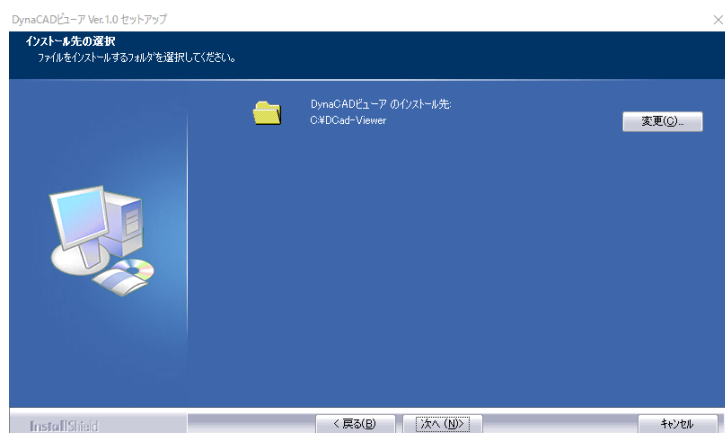 DynaCADビューア Ver.1.0 セットアップ
インストール先の選択
ファイルをインストールするフォルダを選択してください。
DynaCADビューア のインストール先:
C:¥DCad-Viewer
変更(C)...
InstallShield
< 戻る(B)
次へ (N)>
キャンセル